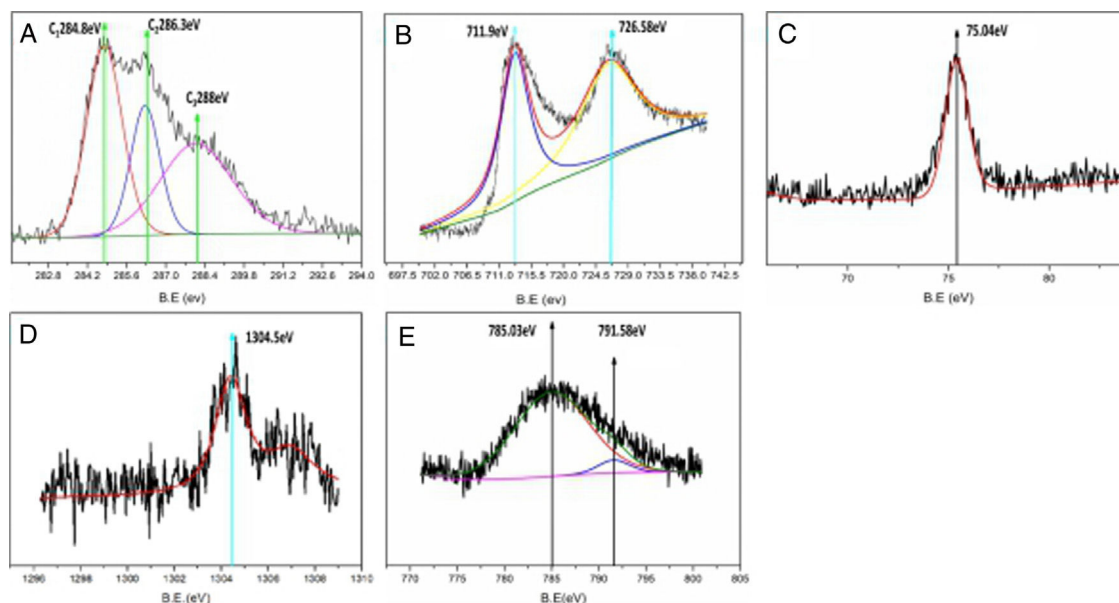 A
C₁284.8eV
C₂286.3eV
C₃288eV
282.8 284.2 285.6 287.0 288.4 289.8 291.2 292.6 294.0
B.E (ev)
B
711.9eV
726.58eV
697.5 702.0 706.5 711.0 715.5 720.0 724.5 729.0 733.5 738.0 742.5
B.E (ev)
C
75.04eV
70 75 80
B.E (eV)
D
1304.5eV
1296 1298 1300 1302 1304 1306 1308 1310
B.E.(eV)
E
785.03eV
791.58eV
770 775 780 785 790 795 800 805
B.E(eV)